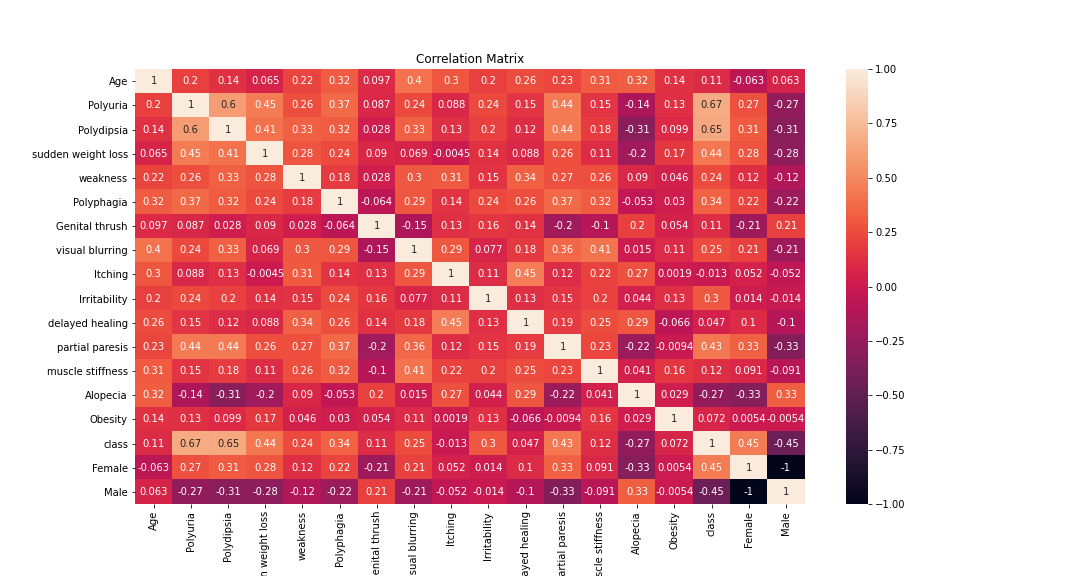 Correlation Matrix
Age 1 0.2 0.14 0.065 0.22 0.32 0.097 0.4 0.3 0.2 0.26 0.23 0.31 0.32 0.14 0.11 -0.063 0.063
Polyuria 0.2 1 0.6 0.45 0.26 0.37 0.087 0.24 0.088 0.24 0.15 0.44 0.15 -0.14 0.13 0.67 0.27 -0.27
Polydipsia 0.14 0.6 1 0.41 0.33 0.32 0.028 0.33 0.13 0.2 0.12 0.44 0.18 -0.31 0.099 0.65 0.31 -0.31
sudden weight loss 0.065 0.45 0.41 1 0.28 0.24 0.09 0.069 -0.0045 0.14 0.088 0.26 0.11 -0.2 0.17 0.44 0.28 -0.28
weakness 0.22 0.26 0.33 0.28 1 0.18 0.028 0.3 0.31 0.15 0.34 0.27 0.26 0.09 0.046 0.24 0.12 -0.12
Polyphagia 0.32 0.37 0.32 0.24 0.18 1 -0.064 0.29 0.14 0.24 0.26 0.37 0.32 -0.053 0.03 0.34 0.22 -0.22
Genital thrush 0.097 0.087 0.028 0.09 0.028 -0.064 1 -0.15 0.13 0.16 0.14 -0.2 -0.1 0.2 0.054 0.11 -0.21 0.21
visual blurring 0.4 0.24 0.33 0.069 0.3 0.29 -0.15 1 0.29 0.077 0.18 0.36 0.41 0.015 0.11 0.25 0.21 -0.21
Itching 0.3 0.088 0.13 -0.0045 0.31 0.14 0.13 0.29 1 0.11 0.45 0.12 0.22 0.27 0.0019 -0.013 0.052 -0.052
Irritability 0.2 0.24 0.2 0.14 0.15 0.24 0.16 0.077 0.11 1 0.13 0.15 0.2 0.044 0.13 0.3 0.014 -0.014
delayed healing 0.26 0.15 0.12 0.088 0.34 0.26 0.14 0.18 0.45 0.13 1 0.19 0.25 0.29 -0.066 0.047 0.1 -0.1
partial paresis 0.23 0.44 0.44 0.26 0.27 0.37 -0.2 0.36 0.12 0.15 0.19 1 0.23 -0.22 -0.0094 0.43 0.33 -0.33
muscle stiffness 0.31 0.15 0.18 0.11 0.26 0.32 -0.1 0.41 0.22 0.2 0.25 0.23 1 0.041 0.16 0.12 0.091 -0.091
Alopecia 0.32 -0.14 -0.31 -0.2 0.09 -0.053 0.2 0.015 0.27 0.044 0.29 -0.22 0.041 1 0.029 -0.27 -0.33 0.33
Obesity 0.14 0.13 0.099 0.17 0.046 0.03 0.054 0.11 0.0019 0.13 -0.066 -0.0094 0.16 0.029 1 0.072 0.0054 -0.0054
class 0.11 0.67 0.65 0.44 0.24 0.34 0.11 0.25 -0.013 0.3 0.047 0.43 0.12 -0.27 0.072 1 0.45 -0.45
Female -0.063 0.27 0.31 0.28 0.12 0.22 -0.21 0.21 0.052 0.014 0.1 0.33 0.091 -0.33 0.0054 0.45 1 -1
Male 0.063 -0.27 -0.31 -0.28 -0.12 -0.22 0.21 -0.21 -0.052 -0.014 -0.1 -0.33 -0.091 0.33 -0.0054 -0.45 -1 1
Age
Polyuria
Polydipsia
n weight loss
weakness
Polyphagia
enital thrush
sual blurring
Itching
Irritability
ayed healing
artial paresis
scle stiffness
Alopecia
Obesity
class
Female
Male
1.00
0.75
0.50
0.25
0.00
−0.25
−0.50
−0.75
−1.00